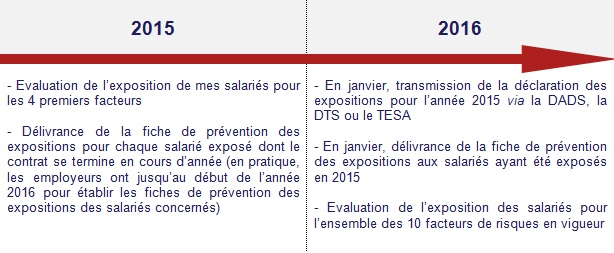 2015
- Evaluation de l'exposition de mes salariés pour
les 4 premiers facteurs
- Délivrance de la fiche de prévention des
expositions pour chaque salarié exposé dont le
contrat se termine en cours d'année (en pratique,
les employeurs ont jusqu'au début de l'année
2016 pour établir les fiches de prévention des
expositions des salariés concernés)
2016
- En janvier, transmission de la déclaration des
expositions pour l'année 2015 via la DADS, la
DTS ou le TESA
- En janvier, délivrance de la fiche de prévention
des expositions aux salariés ayant été exposés
en 2015
- Evaluation de l'exposition des salariés pour
l'ensemble des 10 facteurs de risques en vigueur